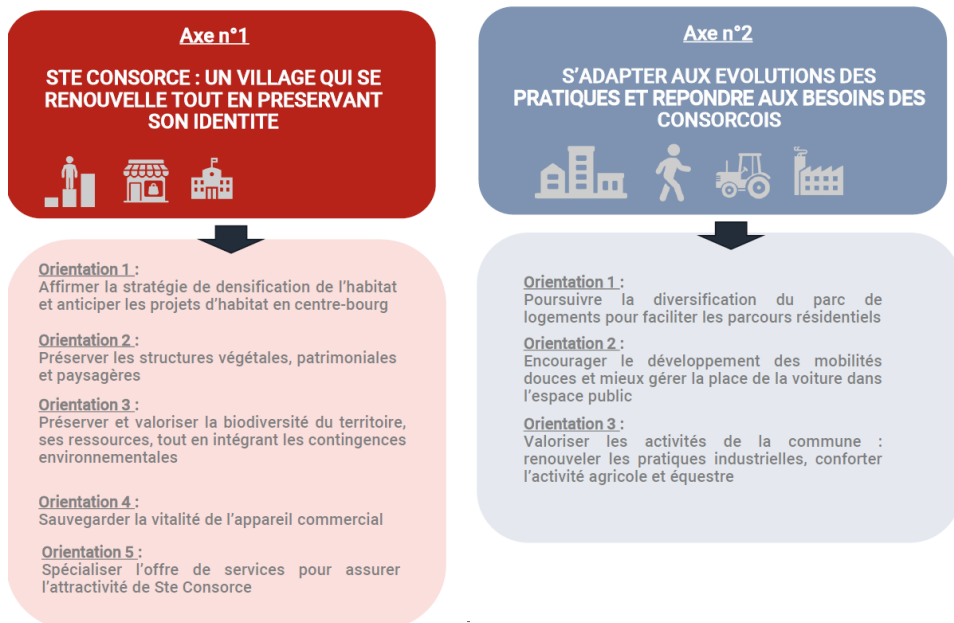 Axe n°1
STE CONSORCE : UN VILLAGE QUI SE
RENOUVELLE TOUT EN PRESERVANT
SON IDENTITE
Orientation 1 :
Affirmer la stratégie de densification de l'habitat
et anticiper les projets d'habitat en centre-bourg
Orientation 2 :
Préserver les structures végétales, patrimoniales
et paysagères
Orientation 3 :
Préserver et valoriser la biodiversité du territoire,
ses ressources, tout en intégrant les contingences
environnementales
Orientation 4 :
Sauvegarder la vitalité de l'appareil commercial
Orientation 5 :
Spécialiser l'offre de services pour assurer
l'attractivité de Ste Consorce
Axe n°2
S'ADAPTER AUX EVOLUTIONS DES
PRATIQUES ET REPONDRE AUX BESOINS DES
CONSORCOIS
Orientation 1 :
Poursuivre la diversification du parc de
logements pour faciliter les parcours résidentiels
Orientation 2 :
Encourager le développement des mobilités
douces et mieux gérer la place de la voiture dans
l'espace public
Orientation 3 :
Valoriser les activités de la commune :
renouveler les pratiques industrielles, conforter
l'activité agricole et équestre